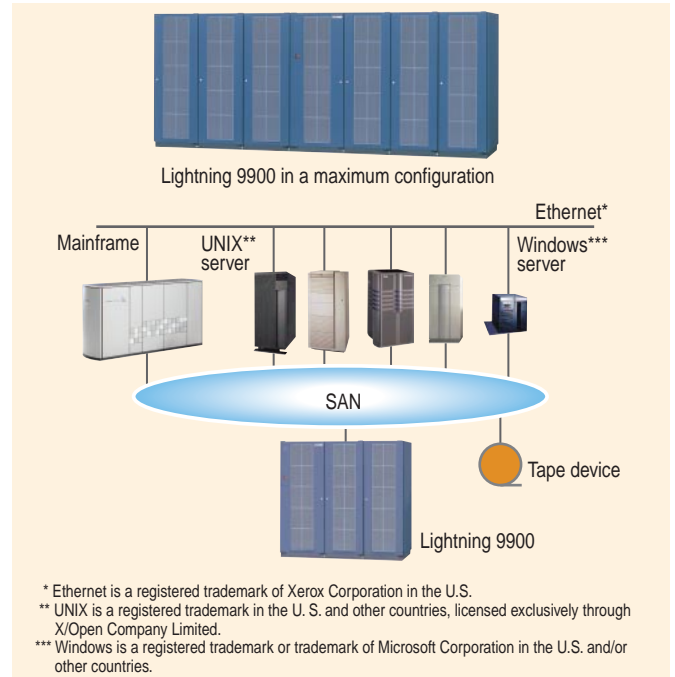 Lightning 9900 in a maximum configuration
Ethernet*
Mainframe
UNIX**
server
Windows***
server
SAN
Tape device
Lightning 9900
* Ethernet is a registered trademark of Xerox Corporation in the U.S.
** UNIX is a registered trademark in the U. S. and other countries, licensed exclusively through
X/Open Company Limited.
*** Windows is a registered trademark or trademark of Microsoft Corporation in the U.S. and/or
other countries.